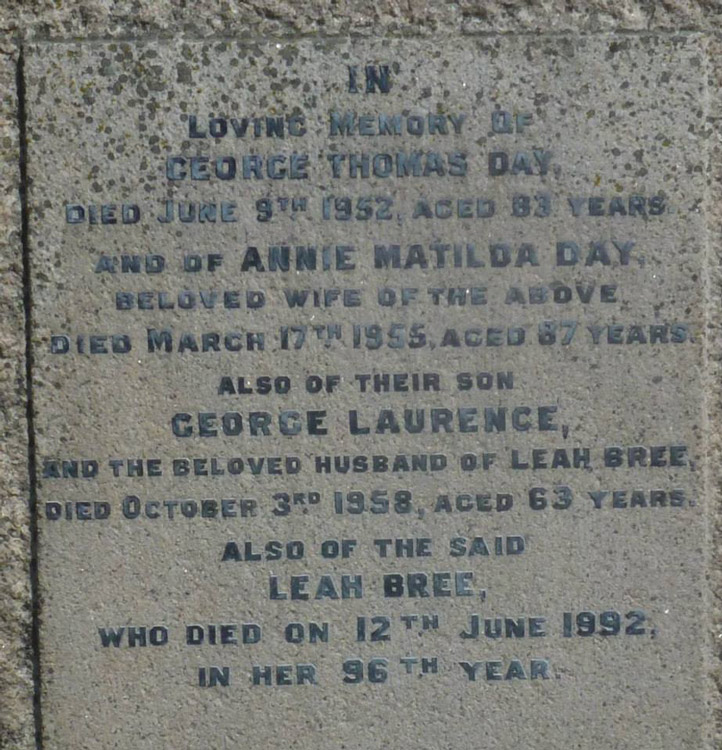 IN
LOVING MEMORY OF
GEORGE THOMAS DAY,
DIED JUNE 9TH 1952, AGED 83 YEARS.
AND OF ANNIE MATILDA DAY,
BELOVED WIFE OF THE ABOVE
DIED MARCH 17TH 1955, AGED 87 YEARS.
ALSO OF THEIR SON
GEORGE LAURENCE,
AND THE BELOVED HUSBAND OF LEAH BREE,
DIED OCTOBER 3RD 1958, AGED 63 YEARS.
ALSO OF THE SAID
LEAH BREE,
WHO DIED ON 12TH JUNE 1992,
IN HER 96TH YEAR.